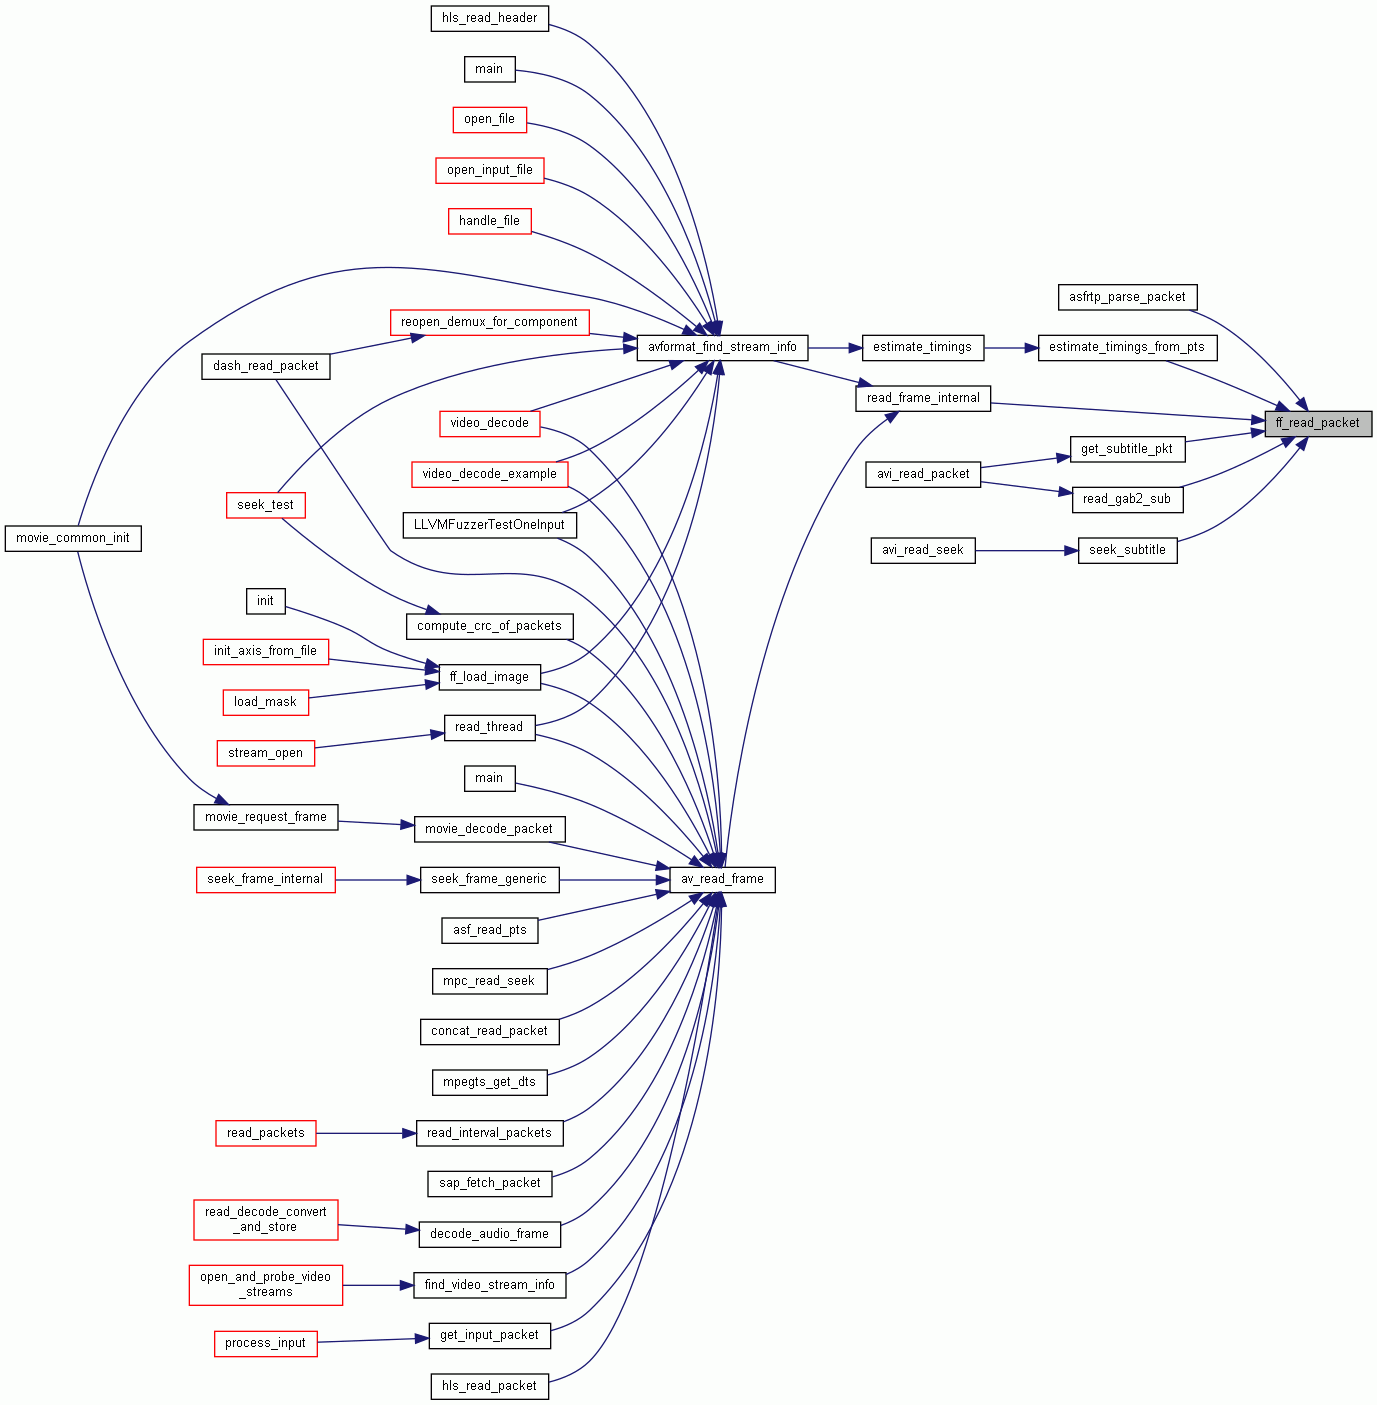 hls_read_header
main
open_file
open_input_file
handle_file
asfrtp_parse_packet
reopen_demux_for_component
avformat_find_stream_info
estimate_timings
estimate_timings_from_pts
dash_read_packet
read_frame_internal
video_decode
ff_read_packet
get_subtitle_pkt
video_decode_example
avi_read_packet
seek_test
read_gab2_sub
LLVMFuzzerTestOneInput
movie_common_init
avi_read_seek
seek_subtitle
init
compute_crc_of_packets
init_axis_from_file
ff_load_image
load_mask
read_thread
stream_open
main
movie_request_frame
movie_decode_packet
seek_frame_internal
seek_frame_generic
av_read_frame
asf_read_pts
mpc_read_seek
concat_read_packet
mpegts_get_dts
read_packets
read_interval_packets
sap_fetch_packet
read_decode_convert
_and_store
decode_audio_frame
open_and_probe_video
_streams
find_video_stream_info
process_input
get_input_packet
hls_read_packet